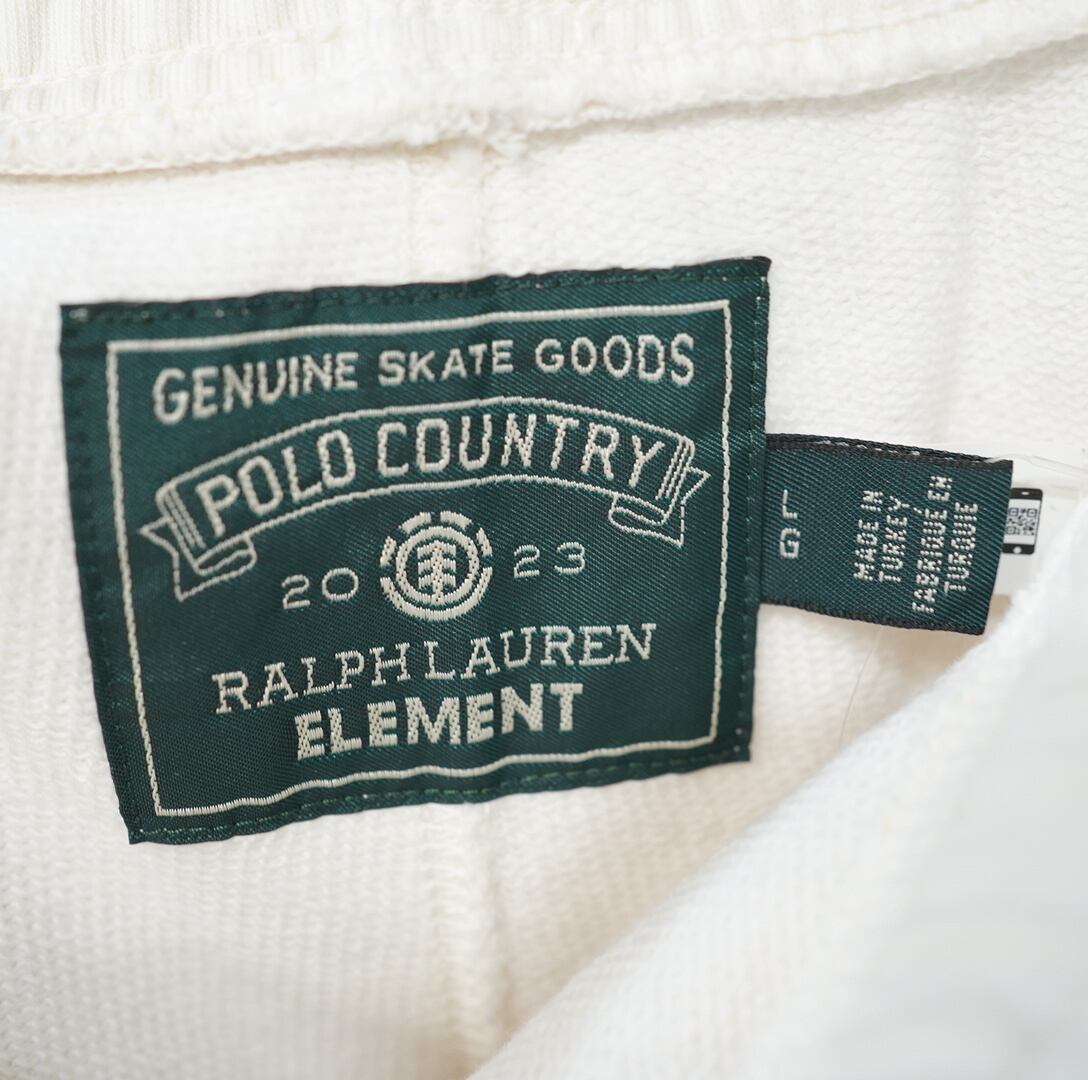 GENUINE SKATE GOODS
POLO COUNTRY
20 23
RALPH LAUREN
ELEMENT
L
G
MADE IN
TURKEY
FABRIQUÉ EN
TURQUIE